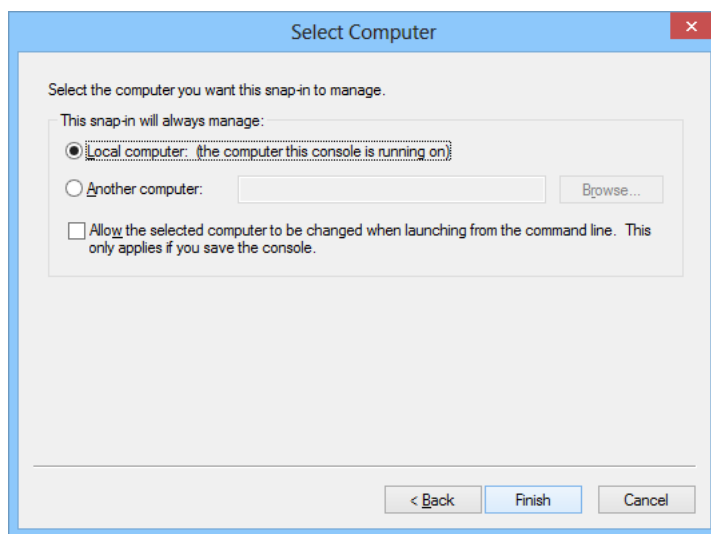 Select Computer
Select the computer you want this snap-in to manage.
This snap-in will always manage:
Local computer: (the computer this console is running on)
Another computer:
Browse...
Allow the selected computer to be changed when launching from the command line. This
only applies if you save the console.
< Back
Finish
Cancel